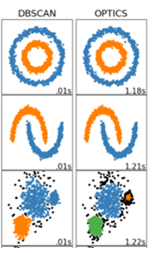 DBSCAN OPTICS
.01s 1.18s
.01s 1.21s
.01s 1.22s